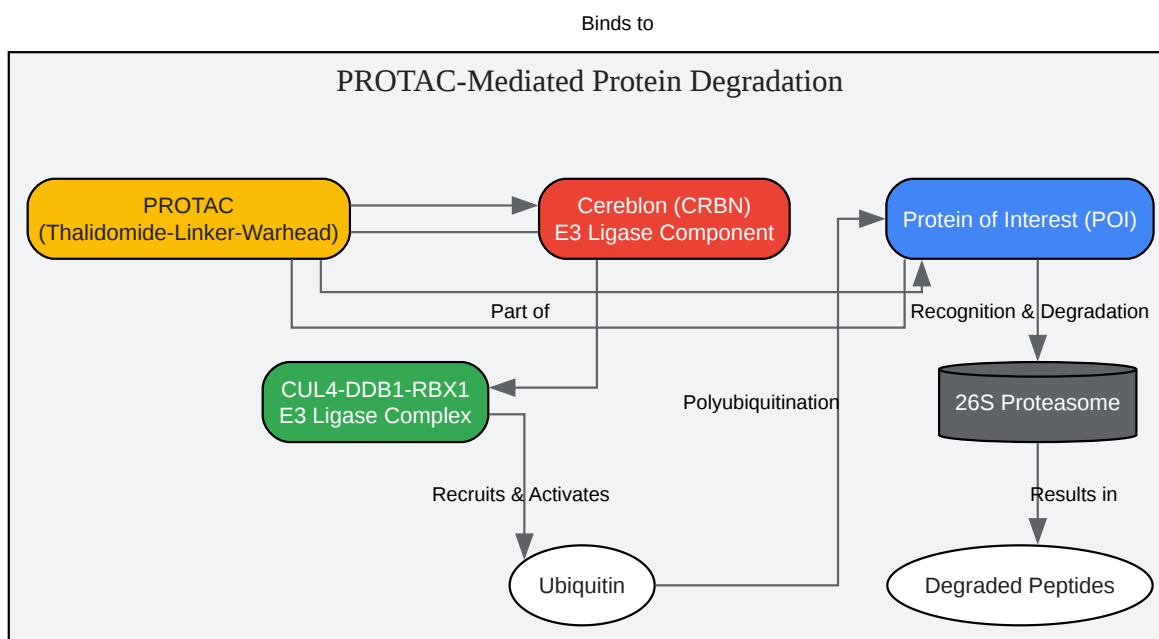 Binds to
PROTAC-Mediated Protein Degradation
PROTAC
(Thalidomide-Linker-Warhead)
Cereblon (CRBN)
E3 Ligase Component
Protein of Interest (POI)
Part of
Recognition & Degradation
CUL4-DDB1-RBX1
E3 Ligase Complex
Polyubiquitination
26S Proteasome
Recruits & Activates
Results in
Ubiquitin
Degraded Peptides